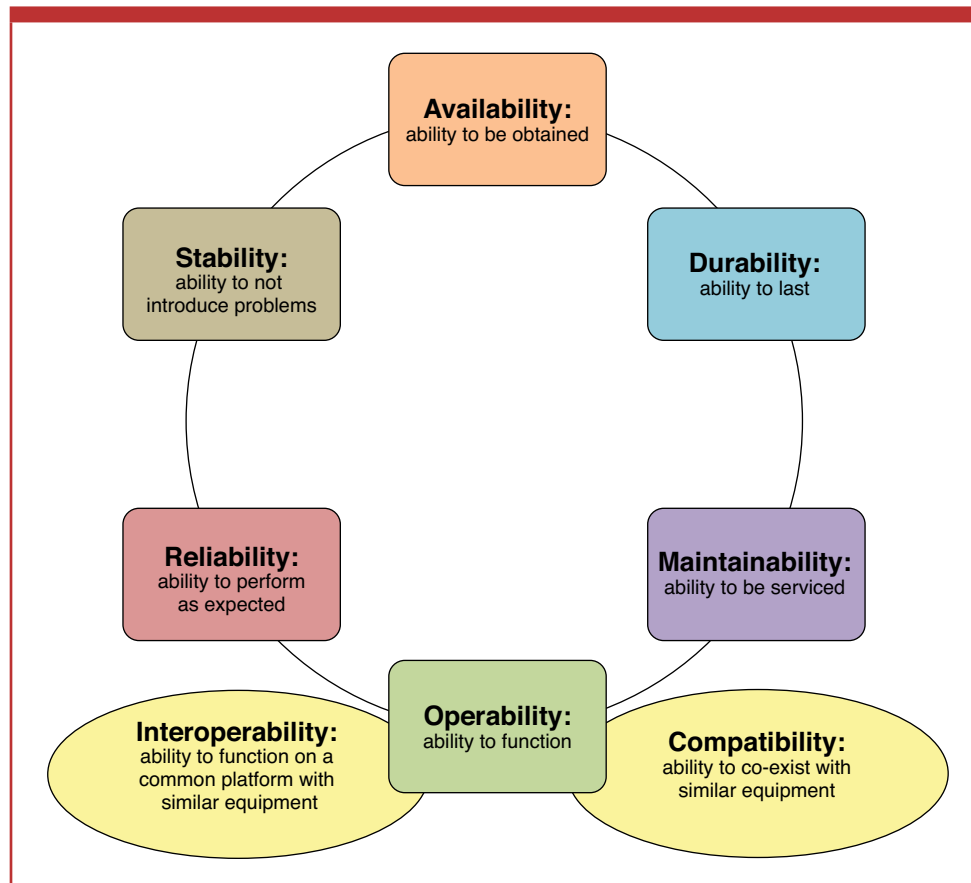 Availability:
ability to be obtained
Stability:
ability to not
introduce problems
Durability:
ability to last
Reliability:
ability to perform
as expected
Maintainability:
ability to be serviced
Operability:
ability to function
Interoperability:
ability to function on a
common platform with
similar equipment
Compatibility:
ability to co-exist with
similar equipment